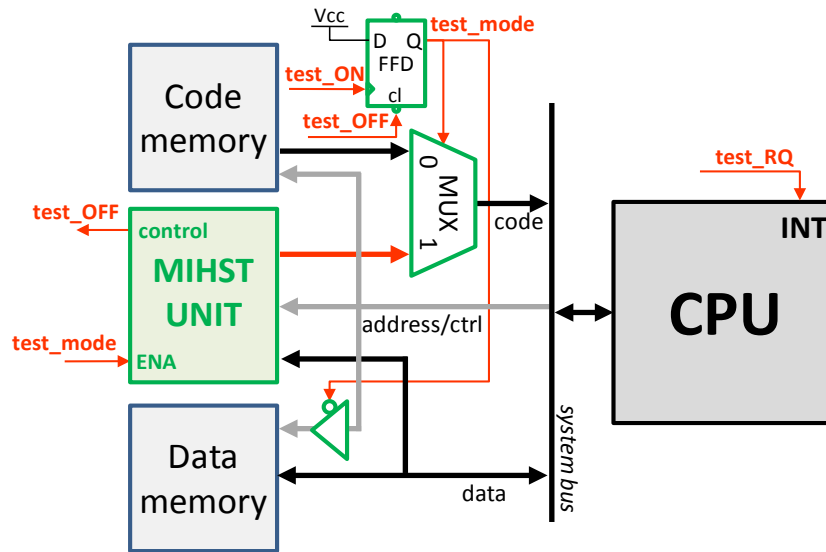 Vcc
test_mode
D Q
FFD
test_ON
cl
test_OFF
Code
memory
0
MUX
1
code
test_RQ
INT
CPU
test_OFF
control
MIHST
UNIT
test_mode
ENA
address/ctrl
system bus
Data
memory
data